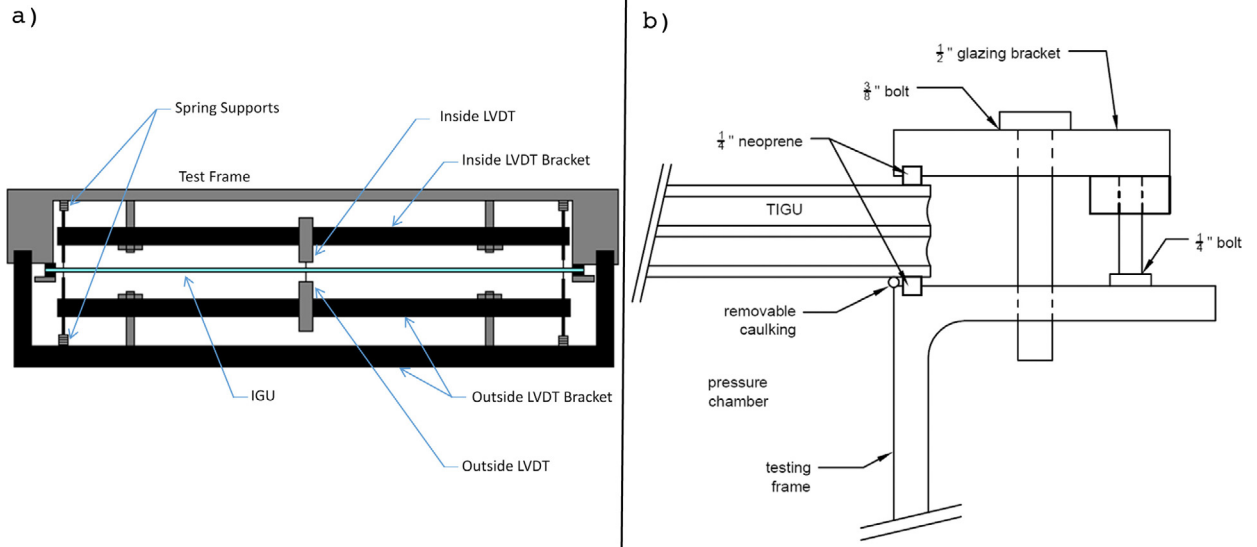 a)
Spring Supports
Inside LVDT
Inside LVDT Bracket
Test Frame
IGU
Outside LVDT Bracket
Outside LVDT
b)
1/2" glazing bracket
3/8" bolt
1/4" neoprene
TIGU
1/4" bolt
removable
caulking
pressure
chamber
testing
frame